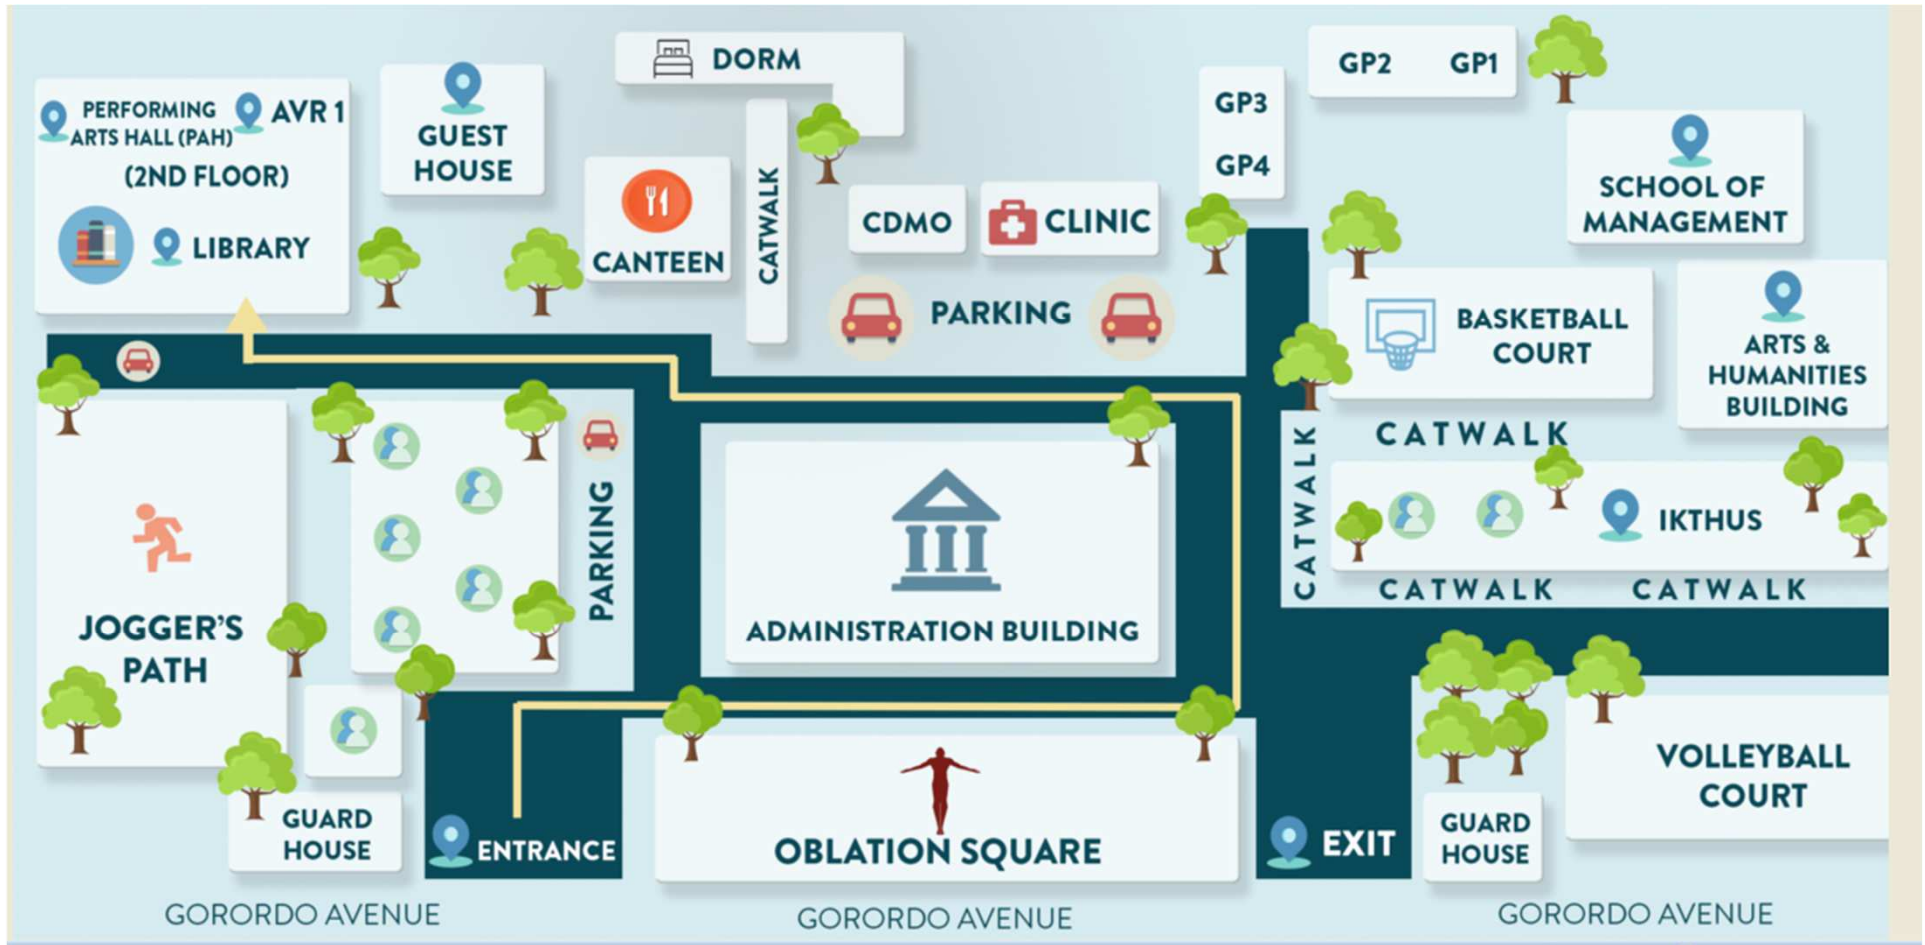 PERFORMING
ARTS HALL (PAH)
AVR 1
(2ND FLOOR)
LIBRARY
GUEST
HOUSE
DORM
CANTEEN
CATWALK
CDMO
CLINIC
PARKING
GP3
GP4
GP2 GP1
SCHOOL OF
MANAGEMENT
BASKETBALL
COURT
ARTS &
HUMANITIES
BUILDING
CATWALK
CATWALK
IKTHUS
CATWALK CATWALK
JOGGER'S
PATH
PARKING
ADMINISTRATION BUILDING
GUARD
HOUSE
ENTRANCE
OBLATION SQUARE
EXIT
GUARD
HOUSE
VOLLEYBALL
COURT
GORORDO AVENUE
GORORDO AVENUE
GORORDO AVENUE